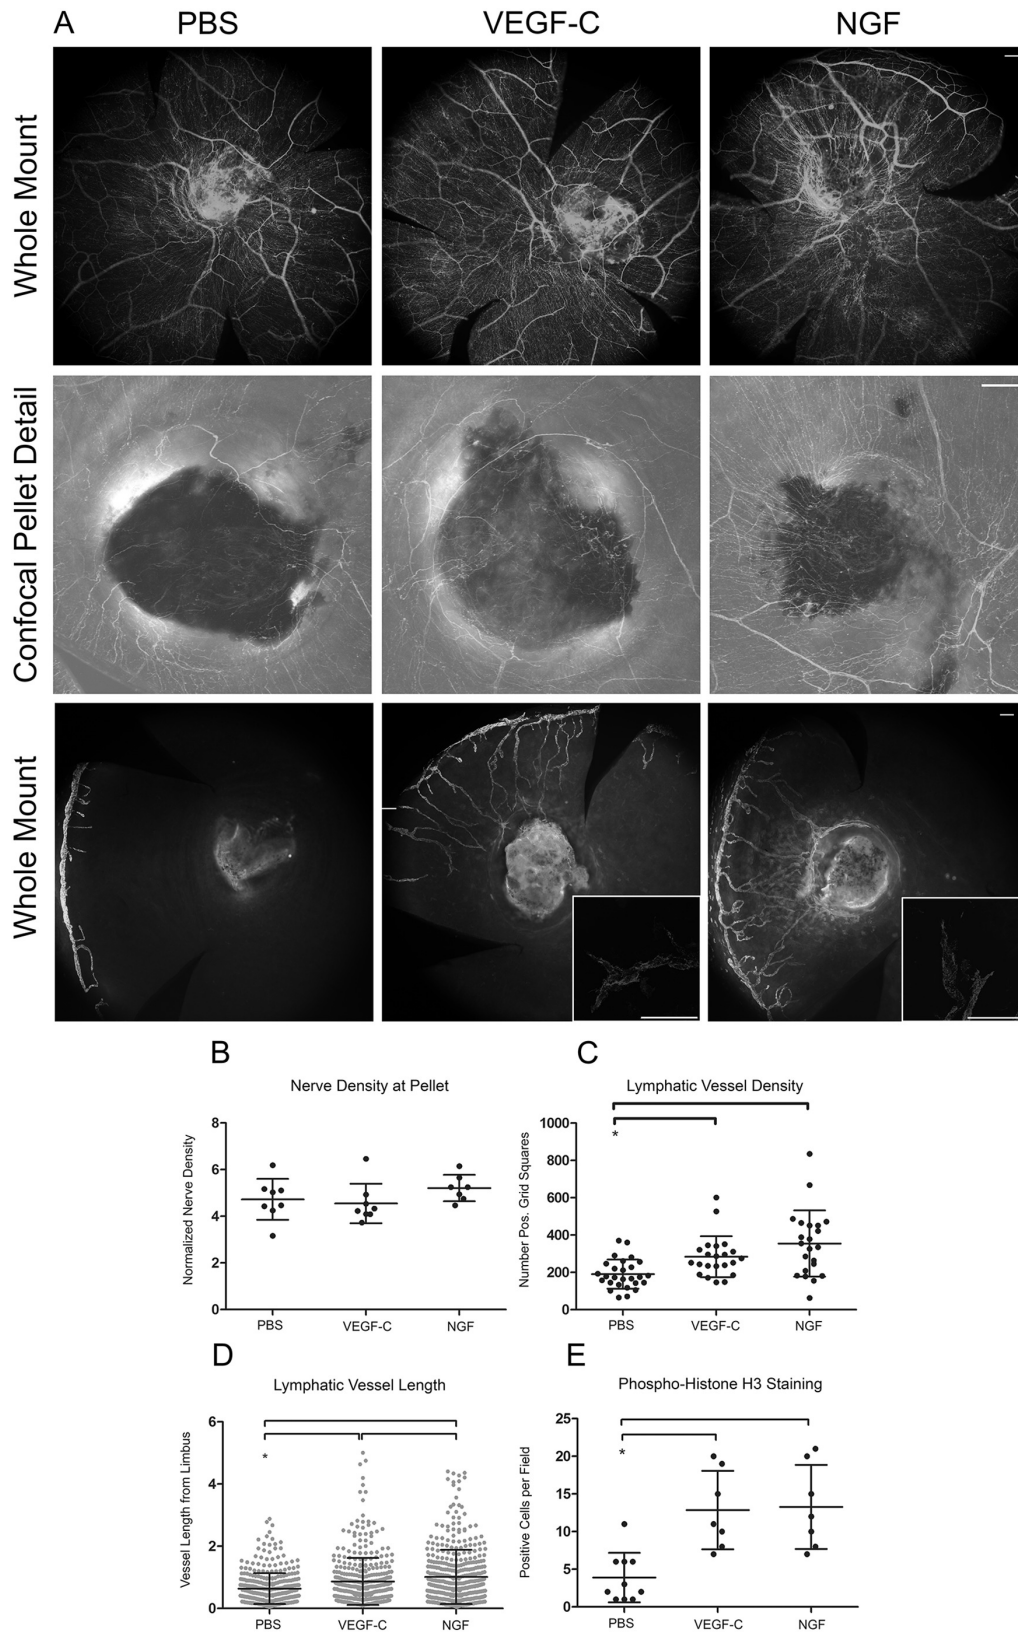 A PBS VEGF-C NGF
Whole Mount
Confocal Pellet Detail
Whole Mount
B
Nerve Density at Pellet
Normalized Nerve Density
8
6
4
2
0
PBS VEGF-C NGF
C
Lymphatic Vessel Density
Number Pos. Grid Squares
1000
800
600
400
200
0
*
PBS VEGF-C NGF
D
Lymphatic Vessel Length
Vessel Length from Limbus
6
4
2
0
*
PBS VEGF-C NGF
E
Phospho-Histone H3 Staining
Positive Cells per Field
25
20
15
10
5
0
*
PBS VEGF-C NGF